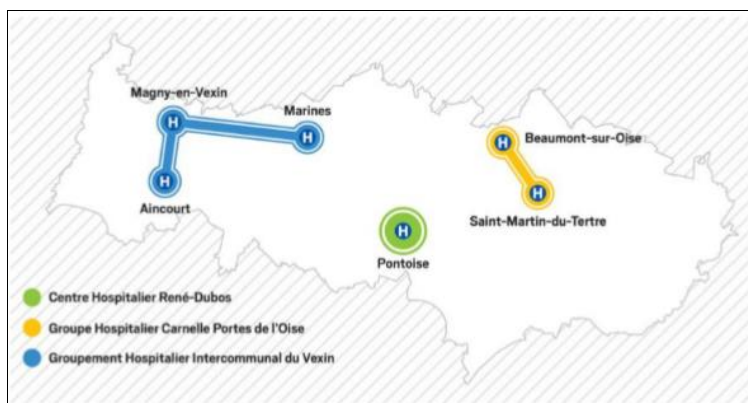 Magny-en-Vexin
Marines
H
H
Beaumont-sur-Oise
H
H
H
Aincourt
Saint-Martin-du-Tertre
H
Pontoise
Centre Hospitalier René-Dubos
Groupe Hospitalier Carnelle Portes de l'Oise
Groupement Hospitalier Intercommunal du Vexin